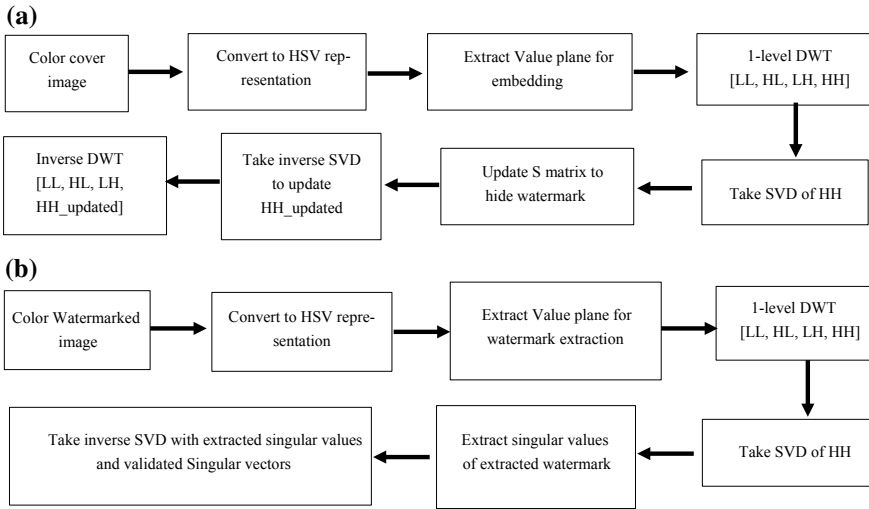 (a)
Color cover
image
Convert to HSV rep-
resentation
Extract Value plane for
embedding
1-level DWT
[LL, HL, LH, HH]
Inverse DWT
[LL, HL, LH,
HH_updated]
Take inverse SVD
to update
HH_updated
Update S matrix to
hide watermark
Take SVD of HH
(b)
Color Watermarked
image
Convert to HSV repre-
sentation
Extract Value plane for
watermark extraction
1-level DWT
[LL, HL, LH, HH]
Take inverse SVD with extracted singular values
and validated Singular vectors
Extract singular values
of extracted watermark
Take SVD of HH